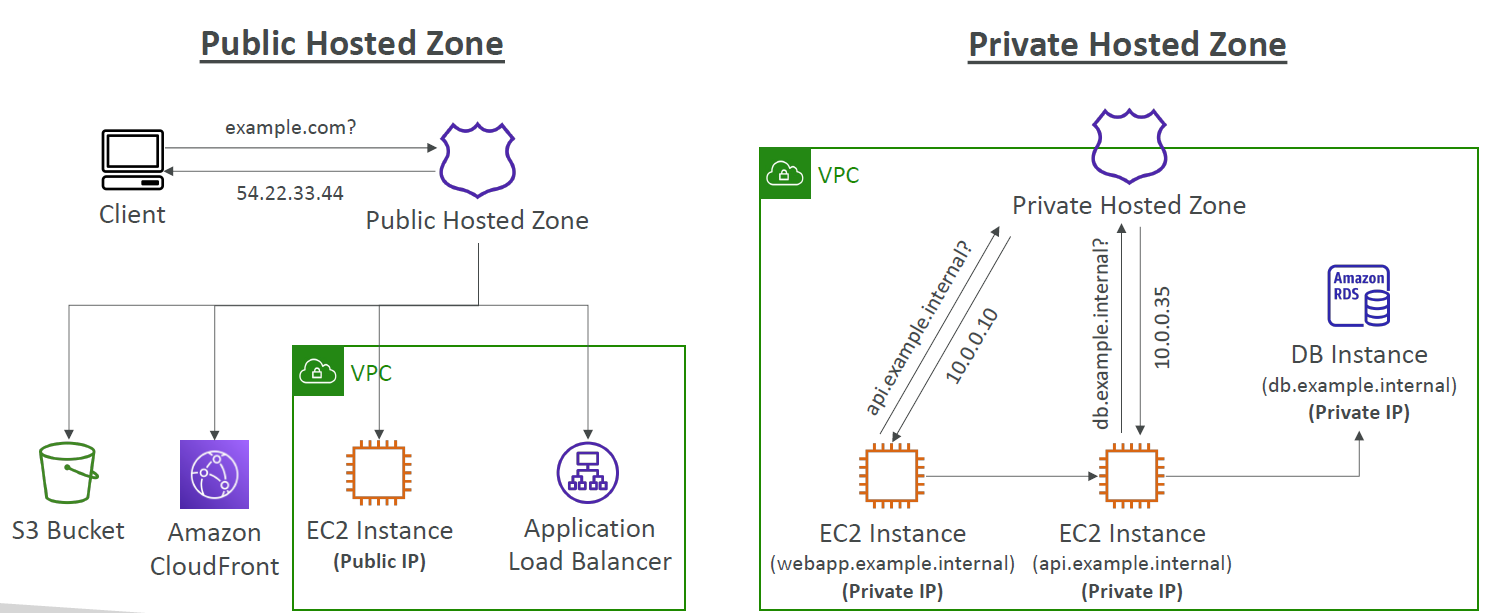 Public Hosted Zone
example.com?
54.22.33.44
Client
Public Hosted Zone
VPC
S3 Bucket
Amazon
CloudFront
EC2 Instance
(Public IP)
Application
Load Balancer
Private Hosted Zone
VPC
Private Hosted Zone
api.example.internal?
10.0.0.10
db.example.internal?
10.0.0.35
Amazon
RDS
DB Instance
(db.example.internal)
(Private IP)
EC2 Instance
(webapp.example.internal)
(Private IP)
EC2 Instance
(api.example.internal)
(Private IP)